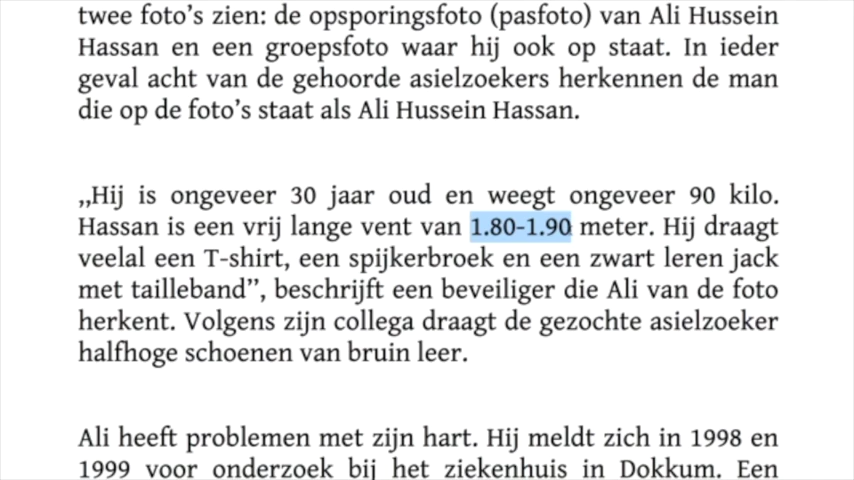 twee foto’s zien: de opsporingsfoto (pasfoto) van Ali Hussein
Hassan en een groepsfoto waar hij ook op staat. In ieder
geval acht van de gehoorde asielzoekers herkennen de man
die op de foto’s staat als Ali Hussein Hassan.
„Hij is ongeveer 30 jaar oud en weegt ongeveer 90 kilo.
Hassan is een vrij lange vent van 1.80-1.90 meter. Hij draagt
veelal een T-shirt, een spijkerbroek en een zwart leren jack
met tailleband”, beschrijft een beveiliger die Ali van de foto
herkent. Volgens zijn collega draagt de gezochte asielzoeker
halfhoge schoenen van bruin leer.
Ali heeft problemen met zijn hart. Hij meldt zich in 1998 en
1999 voor onderzoek bij het ziekenhuis in Dokkum. Een